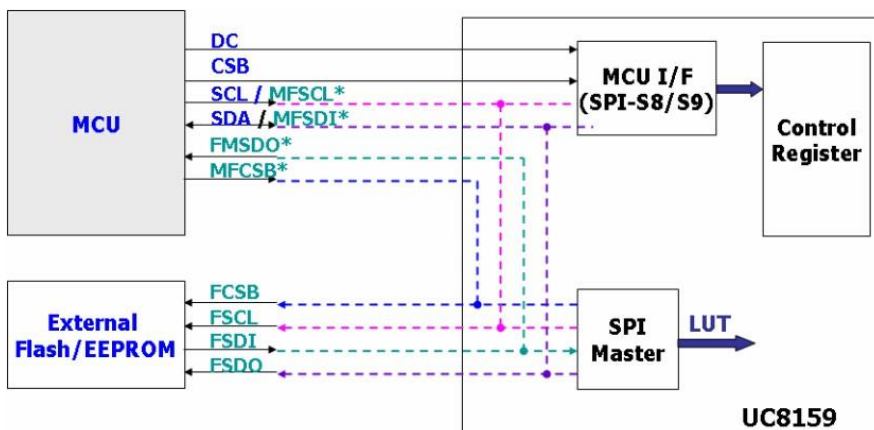 DC
CSB
SCL / MFSCL*
SDA / MFSDI*
FMSDO*
MFCSB*
MCU
MCU I/F
(SPI-S8/S9)
Control
Register
External
Flash/EEPROM
FCSB
FSCL
FSDI
FSDO
SPI
Master
LUT
UC8159